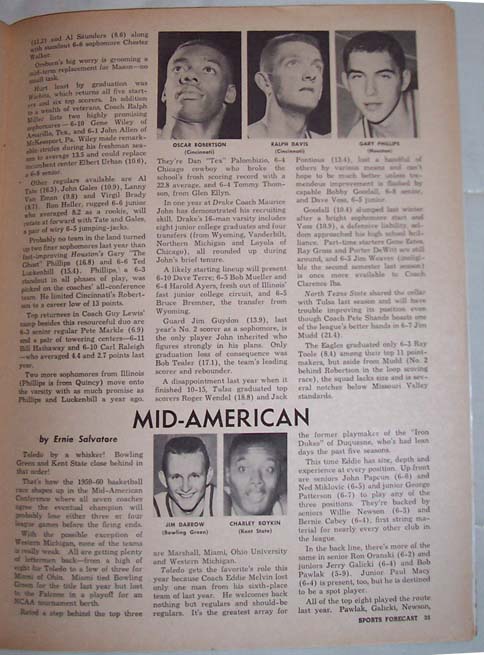 (11.2) and Al Saunders (9.6) along
with standout 6-6 sophomore Chester
Walker.
Orsborn's big worry is grooming a
mid-term replacement for Mason—no
small task.
Hurt least by graduation was
Wichita, which returns all five start-
ers and six top scorers. In addition
to a wealth of veterans, Coach Ralph
Miller lists two highly promising
sophomores — 6-10 Gene Wiley of
Amarillo, Tex., and 6-1 John Allen of
McKeesport, Pa. Wiley made remark-
able strides during his freshman sea-
son to average 13.5 and could replace
incumbent center Elbert Urban (10.6),
a 6-8 senior.
Other regulars available are Al
Tate (16.5), John Gales (10.9), Lanny
Van Eman (9.8) and Virgil Brady
(8.7). Ron Heller, rugged 6-6 junior
who averaged 8.2 as a rookie, will
rotate at forward with Tate and Gales,
a pair of wiry 6-5 jumping-jacks.
Probably no team in the land turned
up two finer sophomores last year than
fast-improving Houston's Gary "The
Ghost" Phillips (16.8) and 6-6 Ted
Luckenbill (15.4). Phillips, a 6-3
standout in all phases of play, was
picked on the coaches' all-conference
team. He limited Cincinnati's Robert-
son to a career low of 13 points.
Top returnees in Coach Guy Lewis'
camp besides this resourceful duo are
6-3 senior regular Pete Markle (6.9)
and a pair of towering centers—6-11
Bill Hathaway and 6-10 Carl Raleigh
—who averaged 4.4 and 2.7 points last
year.
Two more sophomores from Illinois
(Phillips is from Quincy) move onto
the varsity with as much promise as
Phillips and Luckenbill a year ago.
OSCAR ROBERTSON
(Cincinnati)
RALPH DAVIS
(Cincinnati)
GARY PHILLIPS
(Houston)
They're Dan "Tex" Palombizio, 6-4
Chicago cowboy who broke the
school's frosh scoring record with a
22.8 average, and 6-4 Tommy Thom-
son, from Glen Ellyn.
In one year at Drake Coach Maurice
John has demonstrated his recruiting
skill. Drake's 16-man varsity includes
eight junior college graduates and four
transfers (from Wyoming, Vanderbilt,
Northern Michigan and Loyola of
Chicago), all rounded up during
John's brief tenure.
A likely starting lineup will present
6-10 Dave Terre; 6-5 Bob Mueller and
6-4 Harold Ayers, fresh out of Illinois'
fast junior college circuit, and 6-5
Bruce Bremner, the transfer from
Wyoming.
Guard Jim Guydon (13.9), last
year's No. 2 scorer as a sophomore, is
the only player John inherited who
figures strongly in his plans. Only
graduation loss of consequence was
Bob Tealer (17.1), the team's leading
scorer and rebounder.
A disappointment last year when it
finished 10-15, Tulsa graduated top
scorers Roger Wendel (18.8) and Jack
Pontious (13.4), lost a handful of
others by various means and can't
hope to be much better unless tre-
mendous improvement is flashed by
capable Bobby Goodall, 6-8 senior,
and Dave Voss, 6-5 junior.
Goodall (10.4) slumped last winter
after a bright sophomore start and
Voss (10.9), a defensive liability, sel-
dom approached his high school bril-
liance. Part-time starters Gene Estes,
Ray Gross and Porter DeWitt are still
around, and 6-3 Jim Weaver (ineligi-
ble the second semester last season)
is once more available to Coach
Clarence Iba.
North Texas State shared the cellar
with Tulsa last season and will have
trouble improving its position even
though Coach Pete Shands boasts one
of the league's better hands in 6-7 Jim
Mudd (21.4).
The Eagles graduated only 6-3 Ray
Toole (8.4) among their top 11 point-
makers, but aside from Mudd (No. 2
behind Robertson in the loop scoring
race), the squad lacks size and is sev-
eral notches below Missouri Valley
standards.
MID-AMERICAN
by Ernie Salvatore
Toledo by a whisker! Bowling
Green and Kent State close behind in
that order!
That's how the 1959-60 basketball
race shapes up in the Mid-American
Conference where all seven coaches
agree the eventual champion will
probably lose either three or four
league games before the firing ends.
With the possible exception of
Western Michigan, none of the teams
is really weak. All are getting plenty
of lettermen back—from a high of
eight for Toledo to a low of three for
Miami of Ohio. Miami tied Bowling
Green for the title last year but lost
to the Falcons in a playoff for an
NCAA tournament berth.
Rated a step behind the top three
JIM DARROW
(Bowling Green)
CHARLEY BOYKIN
(Kent State)
are Marshall, Miami, Ohio University
and Western Michigan.
Toledo gets the favorite's role this
year because Coach Eddie Melvin lost
only one man from his sixth-place
team of last year. He welcomes back
nothing but regulars and should-be
regulars. It's the greatest array for
the former playmaker of the "Iron
Dukes" of Duquesne, who's had lean
days the past five seasons.
This time Eddie has size, depth and
experience at every position. Up front
are seniors John Papcun (6-6) and
Ned Miklovic (6-5) and junior George
Patterson (6-7) to play any of the
three positions. They're backed by
seniors Willie Newson (6-3) and
Bernie Cabey (6-4), first string ma-
terial for nearly every other club in
the league.
In the back line, there's more of the
same in senior Ron Oranski (6-2) and
juniors Jerry Galicki (6-4) and Bob
Pawlak (5-9). Junior Paul Macy
(6-4) is present, too, but he is destined
to be a spot player.
All of the top eight played the route
last year. Pawlak, Galicki, Newson,
SPORTS FORECAST